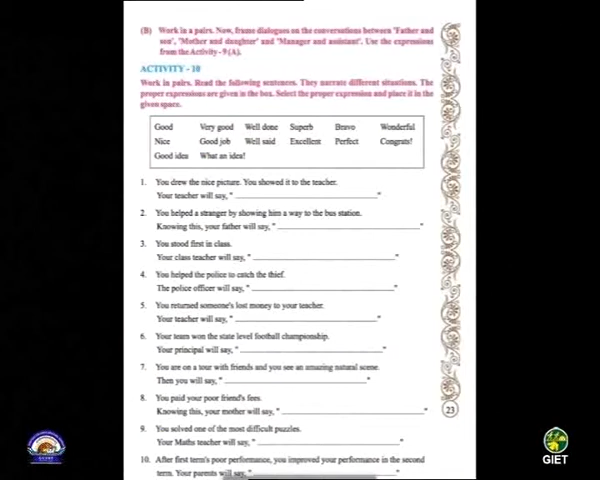 (B) Work in a pairs. Now, frame dialogues on the conversations between 'Father and
son', 'Mother and daughter' and 'Manager and assistant'. Use the expressions
from the Activity - 9 (A).
ACTIVITY - 10
Work in pairs. Read the following sentences. They narrate different situations. The
proper expressions are given in the box. Select the proper expression and place it in the
given space.
Good Very good Well done Superb Bravo Wonderful
Nice Good job Well said Excellent Perfect Congrats!
Good idea What an idea!
1. You drew the nice picture. You showed it to the teacher.
Your teacher will say, " ______________ "
2. You helped a stranger by showing him a way to the bus station.
Knowing this, your father will say, " ______________ "
3. You stood first in class.
Your class teacher will say, " ______________ "
4. You helped the police to catch the thief.
The police officer will say, " ______________ "
5. You returned someone's lost money to your teacher.
Your teacher will say, " ______________ "
6. Your team won the state level football championship.
Your principal will say, " ______________ "
7. You are on a tour with friends and you see an amazing natural scene.
Then you will say, " ______________ "
8. You paid your poor friend's fees.
Knowing this, your mother will say, " ______________ "
9. You solved one of the most difficult puzzles.
Your Maths teacher will say, " ______________ "
10. After first term's poor performance, you improved your performance in the second
term. Your parents will say, " ______________ "
23
GIET